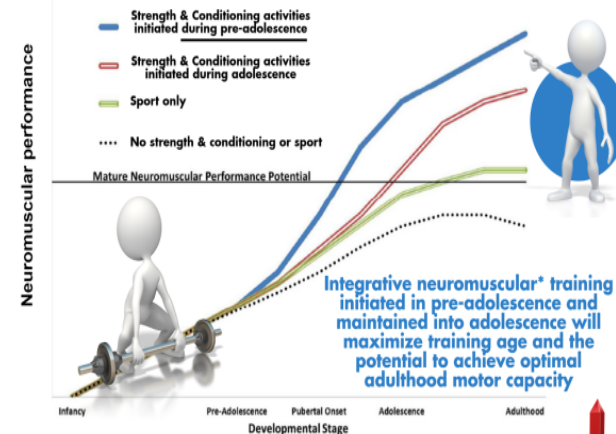 Strength & Conditioning activities
initiated during pre-adolescence
Strength & Conditioning activities
initiated during adolescence
Sport only
No strength & conditioning or sport
Mature Neuromuscular Performance Potential
Neuromuscular performance
Integrative neuromuscular* training
initiated in pre-adolescence and
maintained into adolescence will
maximize training age and the
potential to achieve optimal
adulthood motor capacity
Infancy
Pre-Adolescence
Pubertal Onset
Adolescence
Adulthood
Developmental Stage